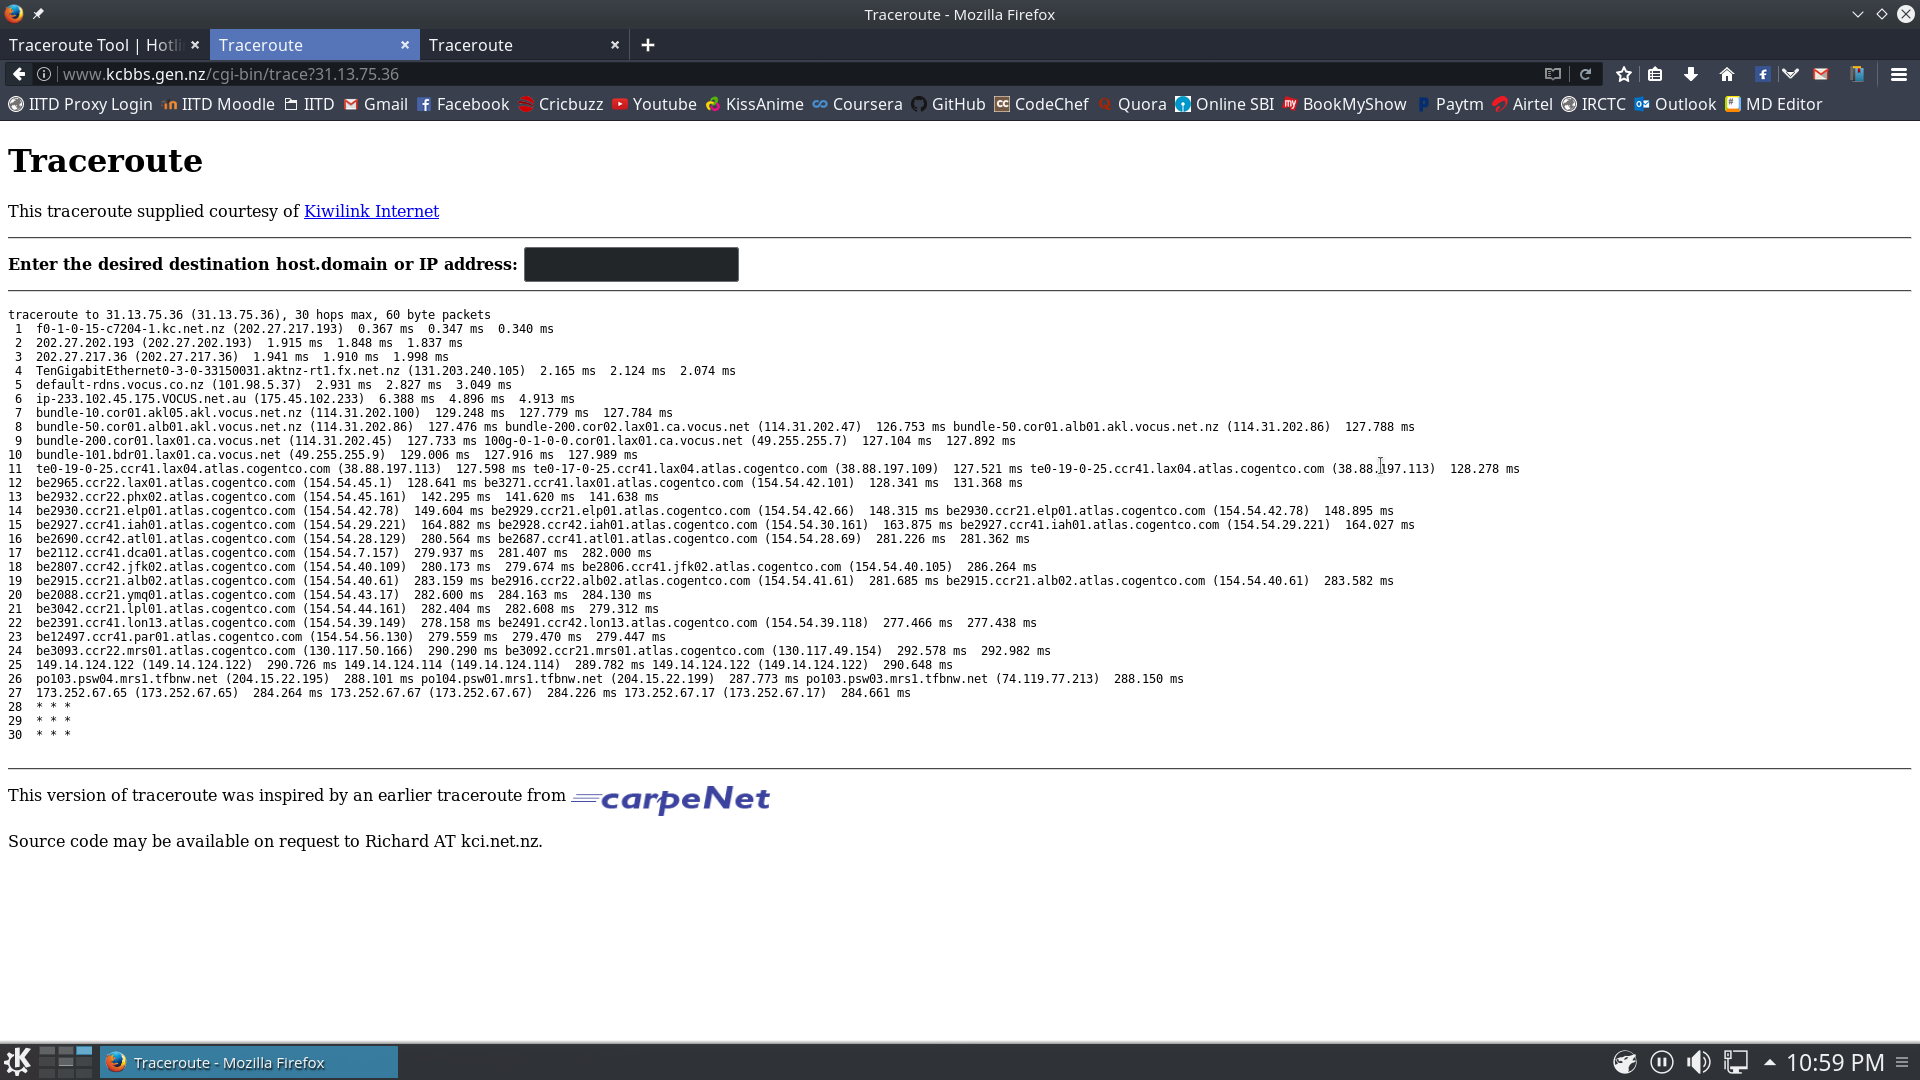 Traceroute - Mozilla Firefox
Traceroute Tool | Hotli
Traceroute
Traceroute
www.kcbbs.gen.nz/cgi-bin/trace?31.13.75.36
IITD Proxy Login IITD Moodle IITD Gmail Facebook Cricbuzz Youtube KissAnime Coursera GitHub CodeChef Quora Online SBI BookMyShow Paytm Airtel IRCTC Outlook MD Editor
Traceroute
This traceroute supplied courtesy of Kiwilink Internet
Enter the desired destination host.domain or IP address:
traceroute to 31.13.75.36 (31.13.75.36), 30 hops max, 60 byte packets
1 f0-1-0-15-c7204-1.kc.net.nz (202.27.217.193) 0.367 ms 0.347 ms 0.340 ms
2 202.27.202.193 (202.27.202.193) 1.915 ms 1.848 ms 1.837 ms
3 202.27.217.36 (202.27.217.36) 1.941 ms 1.910 ms 1.998 ms
4 TenGigabitEthernet0-3-0-33150031.aktnz-rt1.fx.net.nz (131.203.240.105) 2.165 ms 2.124 ms 2.074 ms
5 default-rdns.vocus.co.nz (101.98.5.37) 2.931 ms 2.827 ms 3.049 ms
6 ip-233.102.45.175.VOCUS.net.au (175.45.102.233) 6.388 ms 4.896 ms 4.913 ms
7 bundle-10.cor01.akl05.akl.vocus.net.nz (114.31.202.100) 129.248 ms 127.779 ms 127.784 ms
8 bundle-50.cor01.alb01.akl.vocus.net.nz (114.31.202.86) 127.476 ms bundle-200.cor02.lax01.ca.vocus.net (114.31.202.47) 126.753 ms bundle-50.cor01.alb01.akl.vocus.net.nz (114.31.202.86) 127.788 ms
9 bundle-200.cor01.lax01.ca.vocus.net (114.31.202.45) 127.733 ms 100g-0-1-0-0.cor01.lax01.ca.vocus.net (49.255.255.7) 127.104 ms 127.892 ms
10 bundle-101.bdr01.lax01.ca.vocus.net (49.255.255.9) 129.006 ms 127.916 ms 127.989 ms
11 te0-19-0-25.ccr41.lax04.atlas.cogentco.com (38.88.197.113) 127.598 ms te0-17-0-25.ccr41.lax04.atlas.cogentco.com (38.88.197.109) 127.521 ms te0-19-0-25.ccr41.lax04.atlas.cogentco.com (38.88.197.113) 128.278 ms
12 be2965.ccr22.lax01.atlas.cogentco.com (154.54.45.1) 128.641 ms be3271.ccr41.lax01.atlas.cogentco.com (154.54.42.101) 128.341 ms 131.368 ms
13 be2932.ccr22.phx02.atlas.cogentco.com (154.54.45.161) 142.295 ms 141.620 ms 141.638 ms
14 be2930.ccr21.elp01.atlas.cogentco.com (154.54.42.78) 149.604 ms be2929.ccr21.elp01.atlas.cogentco.com (154.54.42.66) 148.315 ms be2930.ccr21.elp01.atlas.cogentco.com (154.54.42.78) 148.895 ms
15 be2927.ccr41.iah01.atlas.cogentco.com (154.54.29.221) 164.882 ms be2928.ccr42.iah01.atlas.cogentco.com (154.54.30.161) 163.875 ms be2927.ccr41.iah01.atlas.cogentco.com (154.54.29.221) 164.027 ms
16 be2690.ccr42.atl01.atlas.cogentco.com (154.54.28.129) 280.564 ms be2687.ccr41.atl01.atlas.cogentco.com (154.54.28.69) 281.226 ms 281.362 ms
17 be2112.ccr41.dca01.atlas.cogentco.com (154.54.7.157) 279.937 ms 281.407 ms 282.000 ms
18 be2807.ccr42.jfk02.atlas.cogentco.com (154.54.40.109) 280.173 ms 279.674 ms be2806.ccr41.jfk02.atlas.cogentco.com (154.54.40.105) 286.264 ms
19 be2915.ccr21.alb02.atlas.cogentco.com (154.54.40.61) 283.159 ms be2916.ccr22.alb02.atlas.cogentco.com (154.54.41.61) 281.685 ms be2915.ccr21.alb02.atlas.cogentco.com (154.54.40.61) 283.582 ms
20 be2088.ccr21.ymq01.atlas.cogentco.com (154.54.43.17) 282.600 ms 284.163 ms 284.130 ms
21 be3042.ccr21.lpl01.atlas.cogentco.com (154.54.44.161) 282.404 ms 282.608 ms 279.312 ms
22 be2391.ccr41.lon13.atlas.cogentco.com (154.54.39.149) 278.158 ms be2491.ccr42.lon13.atlas.cogentco.com (154.54.39.118) 277.466 ms 277.438 ms
23 be12497.ccr41.par01.atlas.cogentco.com (154.54.56.130) 279.559 ms 279.470 ms 279.447 ms
24 be3093.ccr22.mrs01.atlas.cogentco.com (130.117.50.166) 290.290 ms be3092.ccr21.mrs01.atlas.cogentco.com (130.117.49.154) 292.578 ms 292.982 ms
25 149.14.124.122 (149.14.124.122) 290.726 ms 149.14.124.114 (149.14.124.114) 289.782 ms 149.14.124.122 (149.14.124.122) 290.648 ms
26 po103.psw04.mrs1.tfbnw.net (204.15.22.195) 288.101 ms po104.psw01.mrs1.tfbnw.net (204.15.22.199) 287.773 ms po103.psw03.mrs1.tfbnw.net (74.119.77.213) 288.150 ms
27 173.252.67.65 (173.252.67.65) 284.264 ms 173.252.67.67 (173.252.67.67) 284.226 ms 173.252.67.17 (173.252.67.17) 284.661 ms
28 * * *
29 * * *
30 * * *
This version of traceroute was inspired by an earlier traceroute from carpeNet
Source code may be available on request to Richard AT kci.net.nz.
Traceroute - Mozilla Firefox
10:59 PM